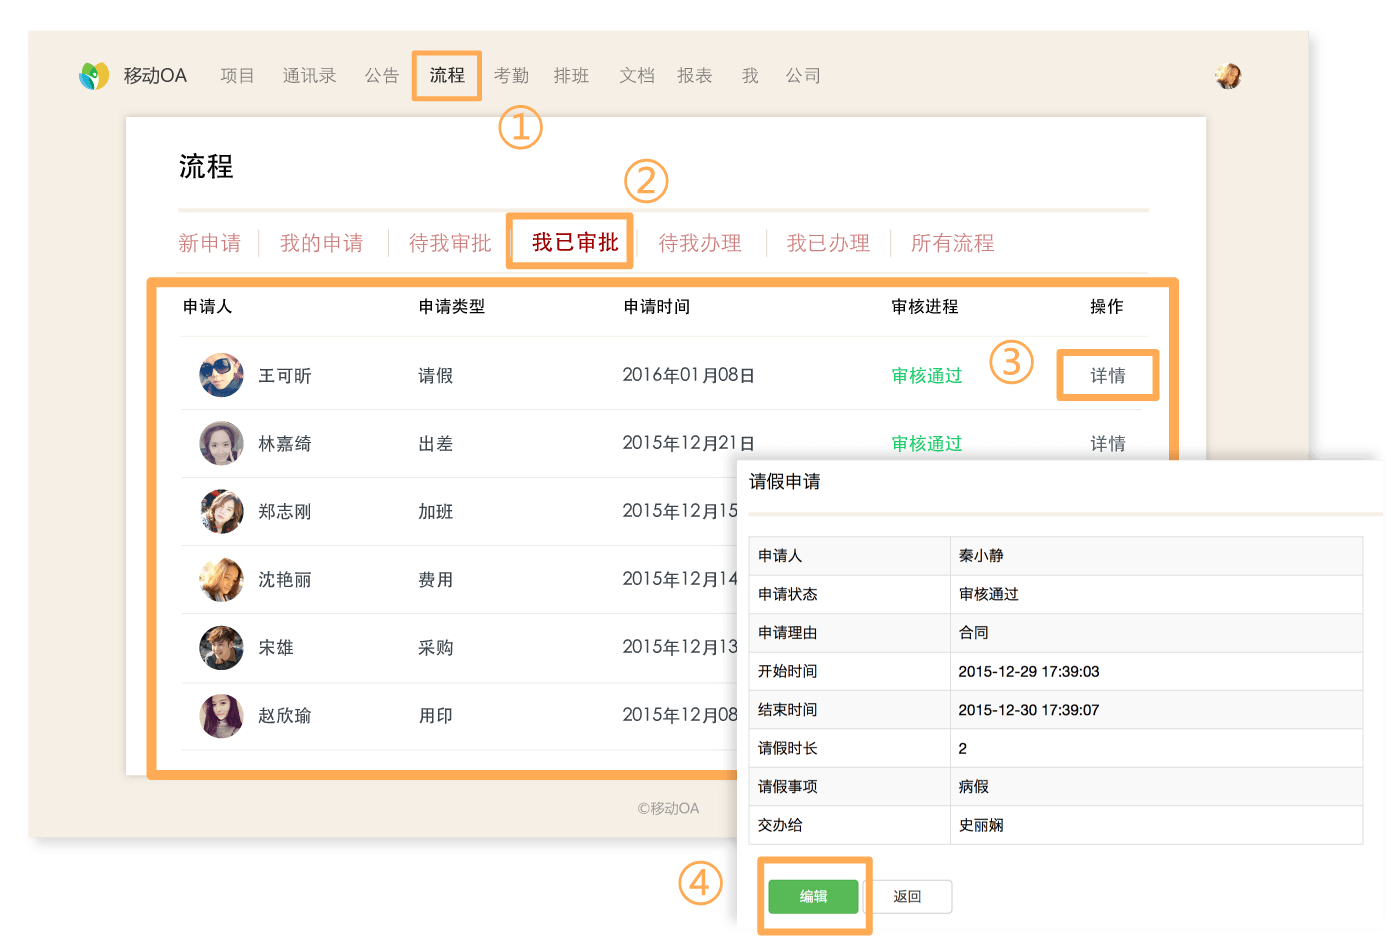 移动OA 项目 通讯录 公告 流程 考勤 排班 文档 报表 我 公司
①
流程
②
新申请 我的申请 待我审批 我已审批 待我办理 我已办理 所有流程
申请人 申请类型 申请时间 审核进程 操作
王可昕 请假 2016年01月08日 审核通过 ③ 详情
林嘉绮 出差 2015年12月21日 审核通过 详情
郑志刚 加班 2015年12月15
沈艳丽 费用 2015年12月14
宋雄 采购 2015年12月13
赵欣瑜 用印 2015年12月08
©移动OA
请假申请
申请人 秦小静
申请状态 审核通过
申请理由 合同
开始时间 2015-12-29 17:39:03
结束时间 2015-12-30 17:39:07
请假时长 2
请假事项 病假
交办给 史丽娴
④ 编辑 返回